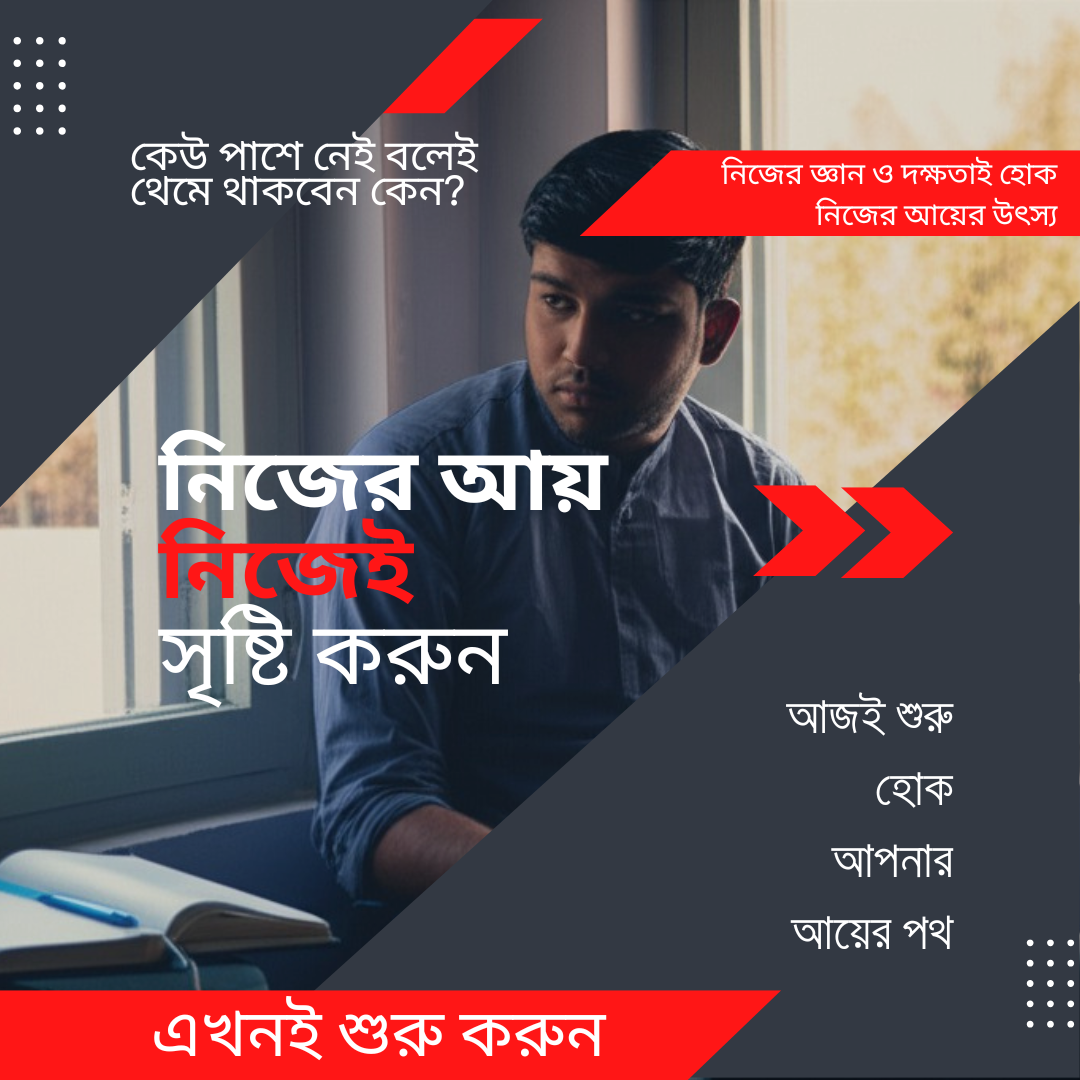 কেউ পাশে নেই বলেই
থেমে থাকবেন কেন?
নিজের জ্ঞান ও দক্ষতাই হোক
নিজের আয়ের উৎস্য
নিজের আয়
নিজেই
সৃষ্টি করুন
আজই শুরু
হোক
আপনার
আয়ের পথ
এখনই শুরু করুন